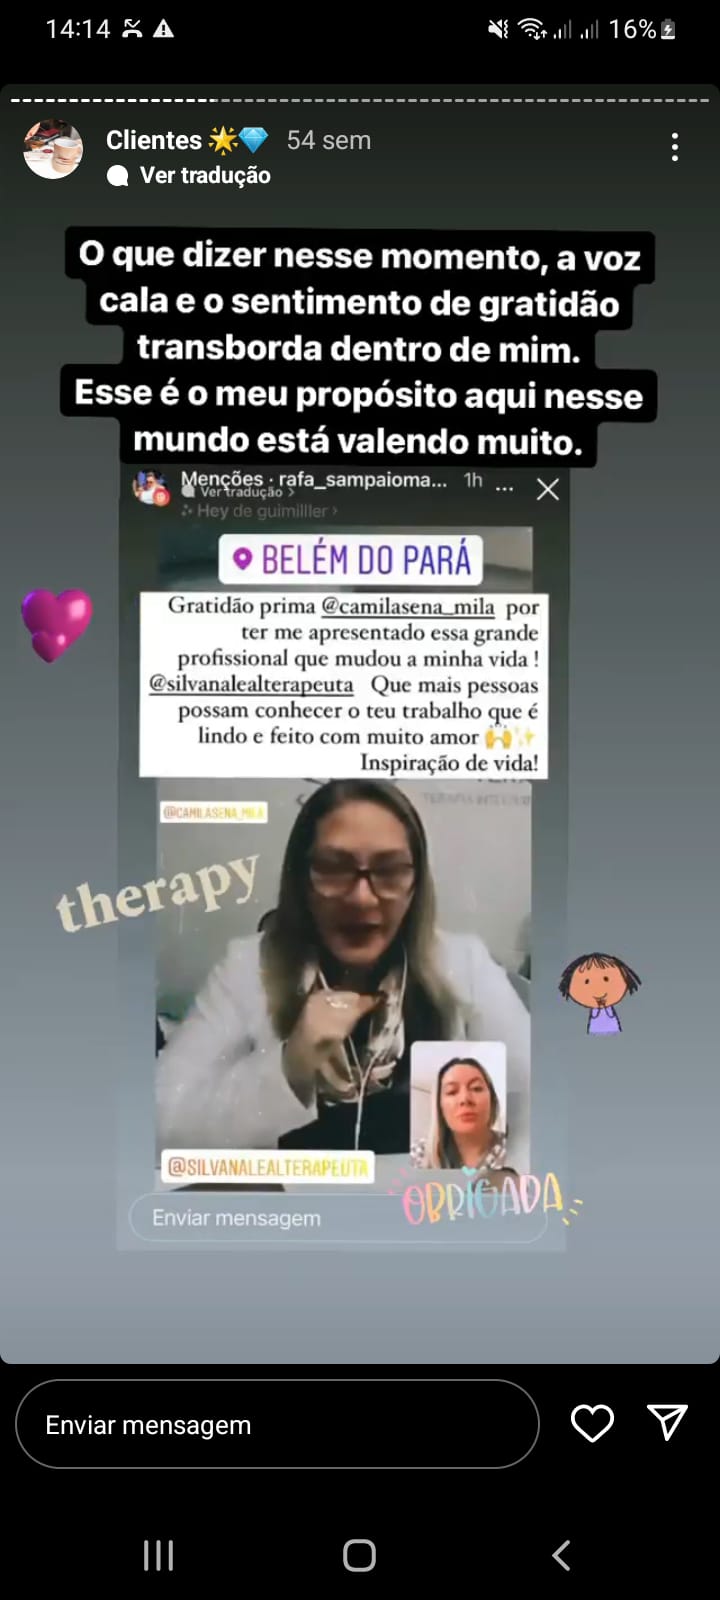 14:14
16%
Clientes 🌟💎 54 sem
Ver tradução
O que dizer nesse momento, a voz
cala e o sentimento de gratidão
transborda dentro de mim.
Esse é o meu propósito aqui nesse
mundo está valendo muito.
Menções · rafa_sampaioma... 1h ...
Ver tradução >
Hey de guimilller >
BELÉM DO PARÁ
Gratidão prima @camilasena_mila por
ter me apresentado essa grande
profissional que mudou a minha vida !
@silvanalealterapeuta Que mais pessoas
possam conhecer o teu trabalho que é
lindo e feito com muito amor 🙌✨
Inspiração de vida!
@CAMILASENA_MILA
therapy
@SILVANALEALTERAPEUTA
OBRIGADA
Enviar mensagem
Enviar mensagem